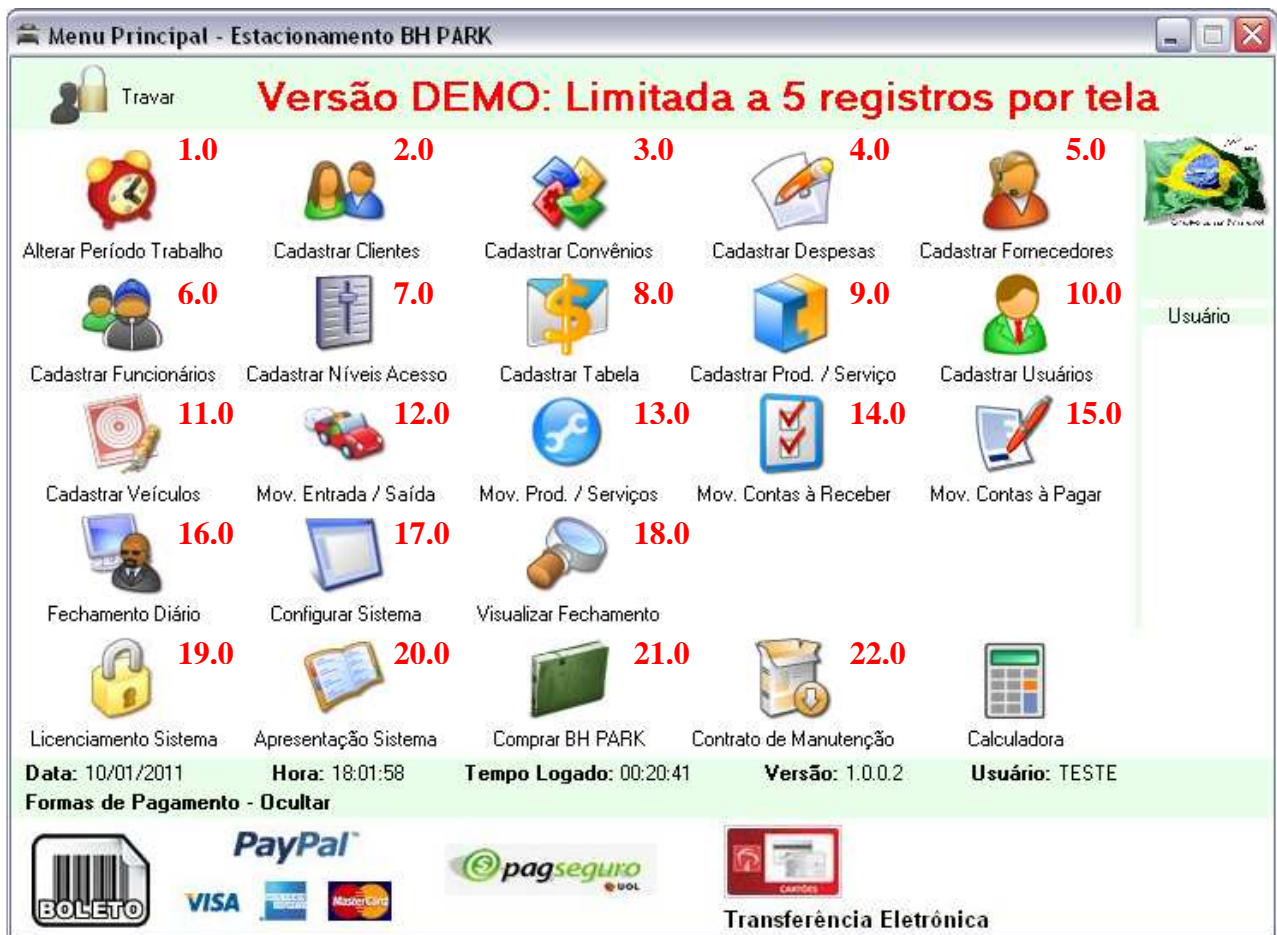 Menu Principal - Estacionamento BH PARK
Travar
Versão DEMO: Limitada a 5 registros por tela
1.0 2.0 3.0 4.0 5.0
Alterar Período Trabalho Cadastrar Clientes Cadastrar Convênios Cadastrar Despesas Cadastrar Fornecedores
6.0 7.0 8.0 9.0 10.0
Usuário
Cadastrar Funcionários Cadastrar Níveis Acesso Cadastrar Tabela Cadastrar Prod. / Serviço Cadastrar Usuários
11.0 12.0 13.0 14.0 15.0
Cadastrar Veículos Mov. Entrada / Saída Mov. Prod. / Serviços Mov. Contas à Receber Mov. Contas à Pagar
16.0 17.0 18.0
Fechamento Diário Configurar Sistema Visualizar Fechamento
19.0 20.0 21.0 22.0
Licenciamento Sistema Apresentação Sistema Comprar BH PARK Contrato de Manutenção Calculadora
Data: 10/01/2011 Hora: 18:01:58 Tempo Logado: 00:20:41 Versão: 1.0.0.2 Usuário: TESTE
Formas de Pagamento - Ocultar
BOLETO
PayPal
VISA
MasterCard
pagseguro
UOL
CARTÕES
Transferência Eletrônica